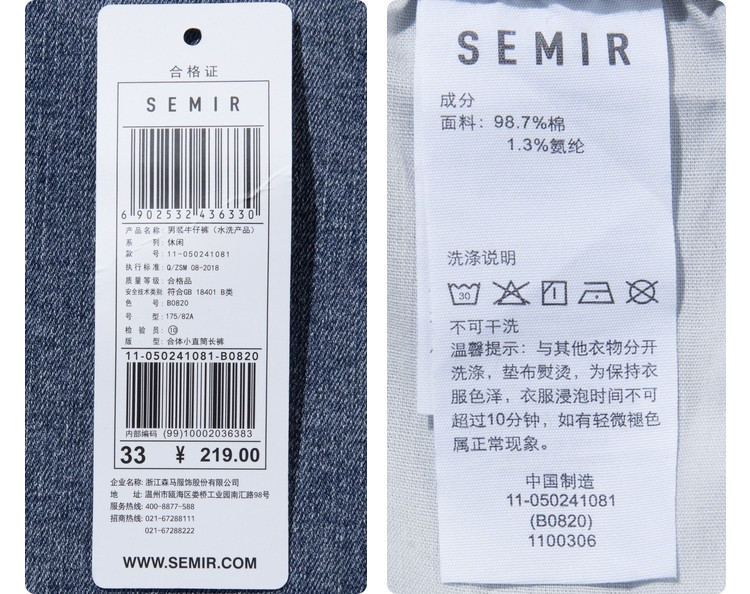 合格证
SEMIR
6 902532 436330
产品名称: 男装牛仔裤 (水洗产品)
系 列: 休闲
款 号: 11-050241081
执行标准: Q/ZSM 08-2018
质量等级: 合格品
安全技术类别: 符合GB 18401 B类
色 号: B0820
号 型: 175/82A
检 验 员: ⑩
版 型: 合体小直筒长裤
11-050241081-B0820
内部编码 (99)10002036383
33 ¥ 219.00
企业名称: 浙江森马服饰股份有限公司
地 址: 温州市瓯海区娄桥工业园南汇路98号
服务热线: 400-8877-588
招商热线: 021-67288111
021-67288222
WWW.SEMIR.COM
SEMIR
成分
面料: 98.7%棉
1.3%氨纶
洗涤说明
30
不可干洗
温馨提示: 与其他衣物分开
洗涤, 垫布熨烫, 为保持衣
服色泽, 衣服浸泡时间不可
超过10分钟, 如有轻微褪色
属正常现象。
中国制造
11-050241081
(B0820)
1100306